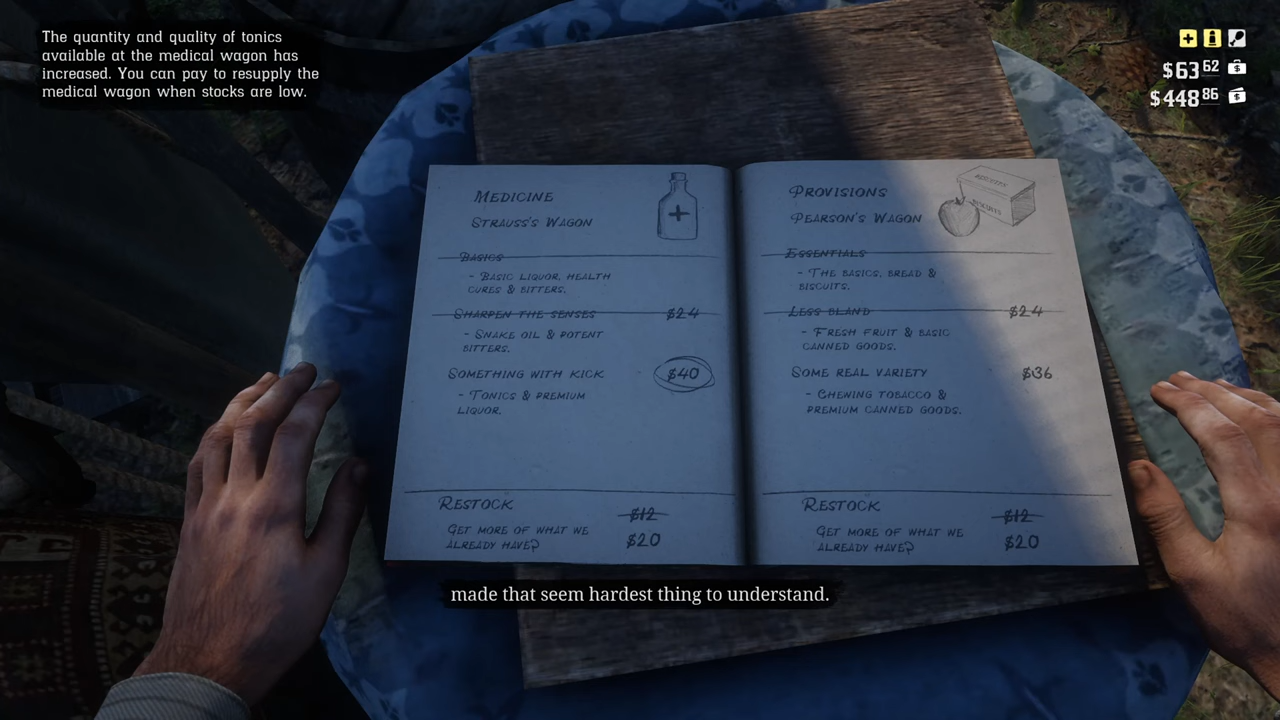 The quantity and quality of tonics
available at the medical wagon has
increased. You can pay to resupply the
medical wagon when stocks are low.
$63 62
$448 86
MEDICINE
STRAUSS'S WAGON
BASICS
- BASIC LIQUOR, HEALTH
CURES & BITTERS.
SHARPEN THE SENSES $24
- SNAKE OIL & POTENT
BITTERS.
SOMETHING WITH KICK $40
- TONICS & PREMIUM
LIQUOR.
RESTOCK $12
GET MORE OF WHAT WE
ALREADY HAVE? $20
PROVISIONS
PEARSON'S WAGON
BISCUITS
BISCUITS
ESSENTIALS
- THE BASICS, BREAD &
BISCUITS.
LESS BLAND $24
- FRESH FRUIT & BASIC
CANNED GOODS.
SOME REAL VARIETY $36
- CHEWING TOBACCO &
PREMIUM CANNED GOODS.
RESTOCK $12
GET MORE OF WHAT WE
ALREADY HAVE? $20
made that seem hardest thing to understand.